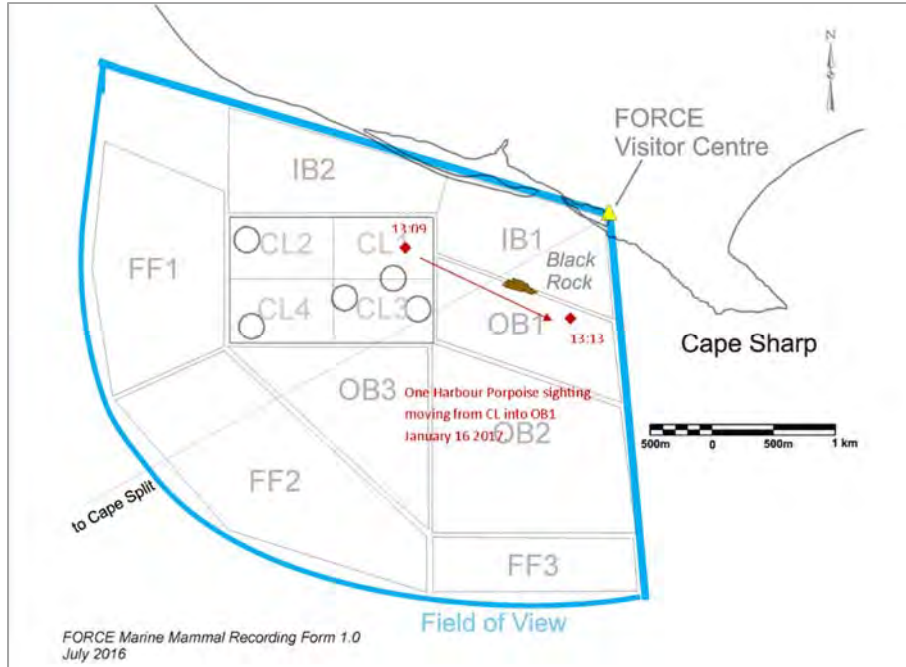 N
FORCE
Visitor Centre
IB2
IB1
13:09
CL2
CL1
Black
Rock
FF1
CL4
CL3
OB1
13:13
Cape Sharp
OB3
One Harbour Porpoise sighting
moving from CL into OB1
January 16 2017
OB2
500m 0 500m 1 km
FF2
to Cape Split
FF3
Field of View
FORCE Marine Mammal Recording Form 1.0
July 2016